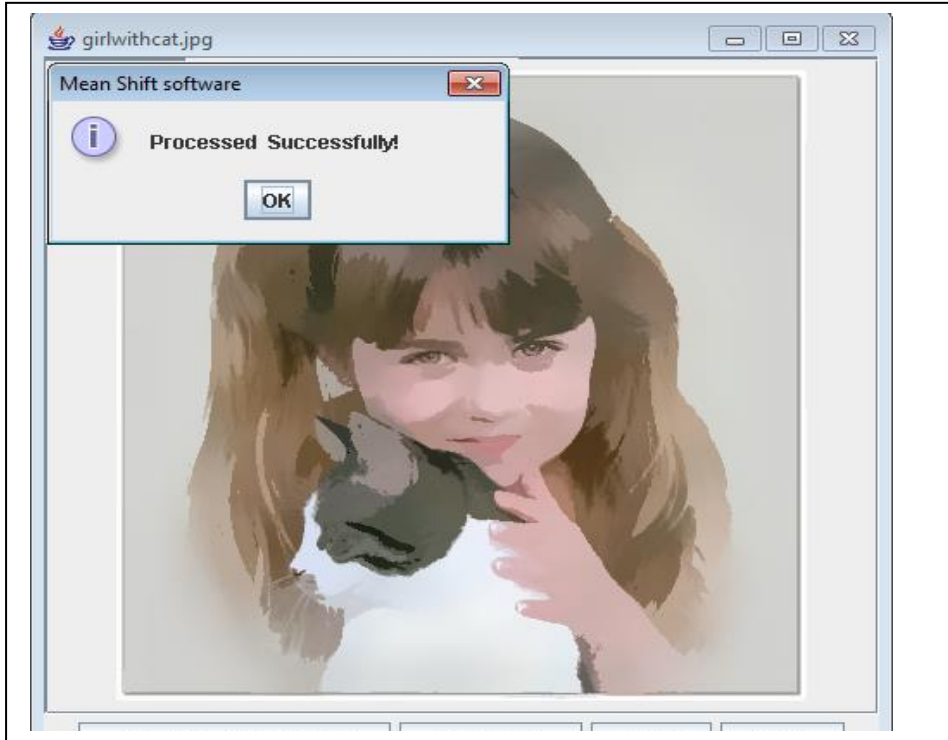 girlwithcat.jpg
Mean Shift software
Processed Successfully!
OK